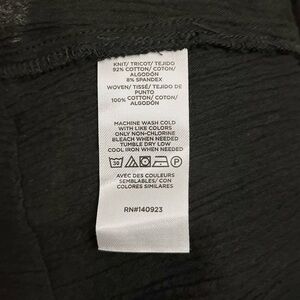 KNIT/ TRICOT/ TEJIDO
92% COTTON/ COTON/
ALGODÓN
8% SPANDEX
WOVEN/ TISSÉ/ TEJIDO DE
PUNTO
100% COTTON/ COTON/
ALGODÓN
MACHINE WASH COLD
WITH LIKE COLORS
ONLY NON-CHLORINE
BLEACH WHEN NEEDED
TUMBLE DRY LOW
COOL IRON WHEN NEEDED
30 P
AVEC DES COULEURS
SEMBLABLES/ CON
COLORES SIMILARES
RN#140923